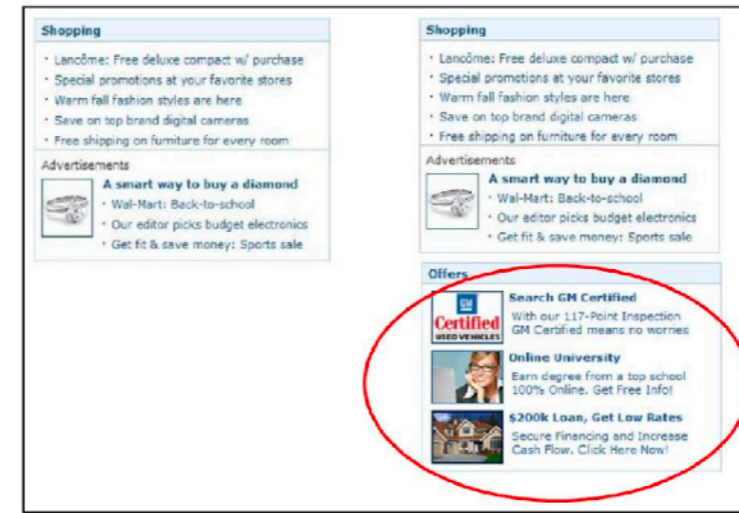 Shopping
· Lancôme: Free deluxe compact w/ purchase
· Special promotions at your favorite stores
· Warm fall fashion styles are here
· Save on top brand digital cameras
· Free shipping on furniture for every room
Advertisements
A smart way to buy a diamond
· Wal-Mart: Back-to-school
· Our editor picks budget electronics
· Get fit & save money: Sports sale
Shopping
· Lancôme: Free deluxe compact w/ purchase
· Special promotions at your favorite stores
· Warm fall fashion styles are here
· Save on top brand digital cameras
· Free shipping on furniture for every room
Advertisements
A smart way to buy a diamond
· Wal-Mart: Back-to-school
· Our editor picks budget electronics
· Get fit & save money: Sports sale
Offers
GM
Certified
USED VEHICLES
Search GM Certified
With our 117-Point Inspection
GM Certified means no worries
Online University
Earn degree from a top school
100% Online. Get Free Info!
$200k Loan, Get Low Rates
Secure Financing and Increase
Cash Flow. Click Here Now!